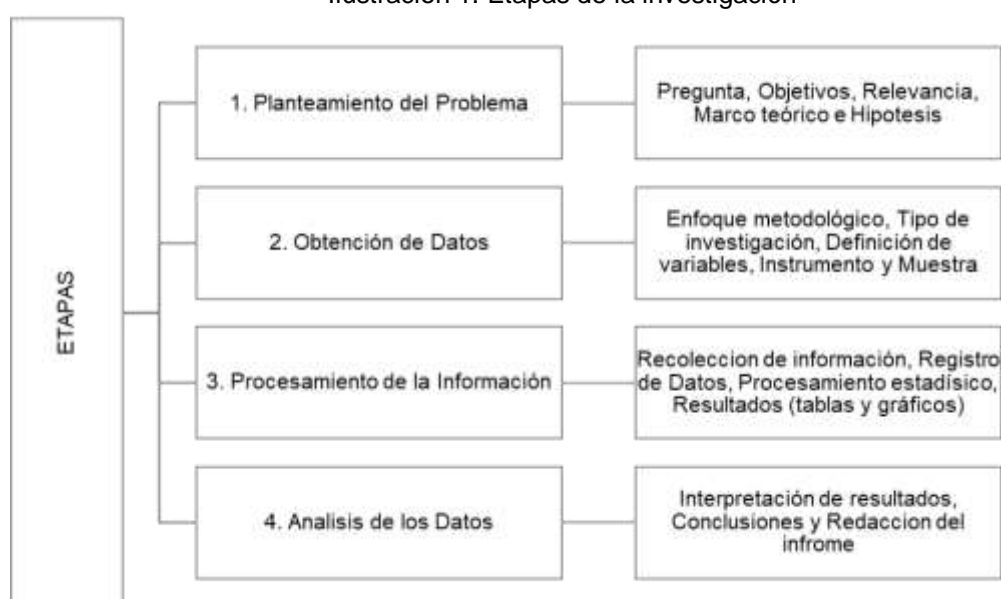 Ilustración 1. Etapas de la investigación
ETAPAS
1. Planteamiento del Problema
Pregunta, Objetivos, Relevancia,
Marco teórico e Hipotesis
2. Obtención de Datos
Enfoque metodológico, Tipo de
investigación, Definición de
variables, Instrumento y Muestra
3. Procesamiento de la Información
Recoleccion de información, Registro
de Datos, Procesamiento estadísico,
Resultados (tablas y gráficos)
4. Analisis de los Datos
Interpretación de resultados,
Conclusiones y Redaccion del
infrome